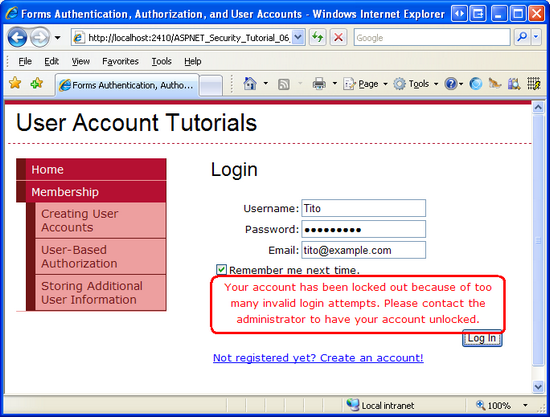 Forms Authentication, Authorization, and User Accounts - Windows Internet Explorer
http://localhost:2410/ASPNET_Security_Tutorial_06_
Google
File Edit View Favorites Tools Help
Forms Authentication, Autho...
Page Tools
User Account Tutorials
Home
Membership
Creating User
Accounts
User-Based
Authorization
Storing Additional
User Information
Login
Username: Tito
Password: ●●●●●●●●●
Email: tito@example.com
Remember me next time.
Your account has been locked out because of too
many invalid login attempts. Please contact the
administrator to have your account unlocked.
Log In
Not registered yet? Create an account!
Local intranet
100%